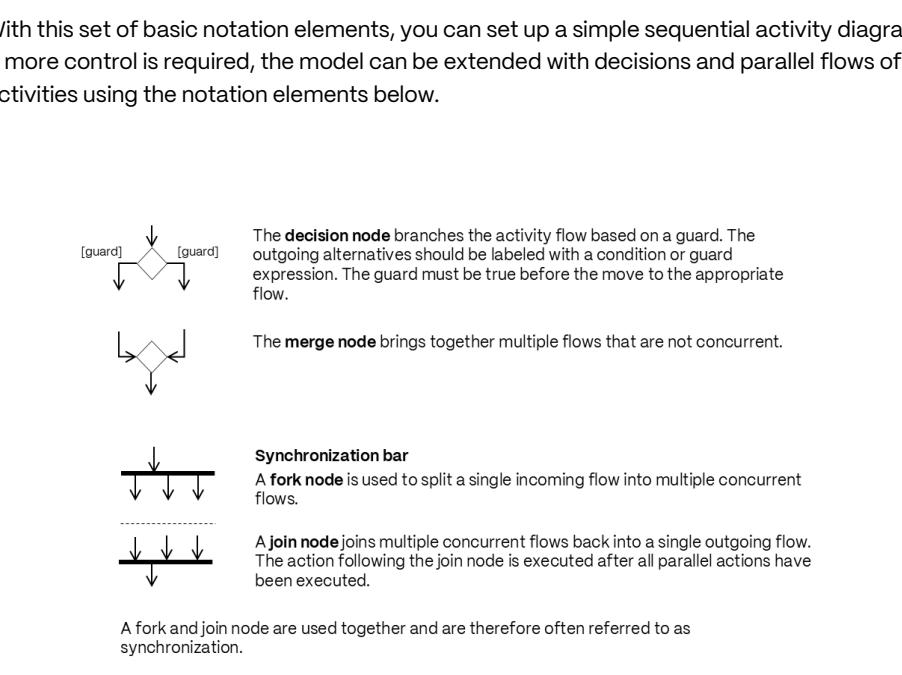 With this set of basic notation elements, you can set up a simple sequential activity diagra
more control is required, the model can be extended with decisions and parallel flows of
ctivities using the notation elements below.
[guard] [guard]
The decision node branches the activity flow based on a guard. The
outgoing alternatives should be labeled with a condition or guard
expression. The guard must be true before the move to the appropriate
flow.
The merge node brings together multiple flows that are not concurrent.
Synchronization bar
A fork node is used to split a single incoming flow into multiple concurrent
flows.
A join node joins multiple concurrent flows back into a single outgoing flow.
The action following the join node is executed after all parallel actions have
been executed.
A fork and join node are used together and are therefore often referred to as
synchronization.